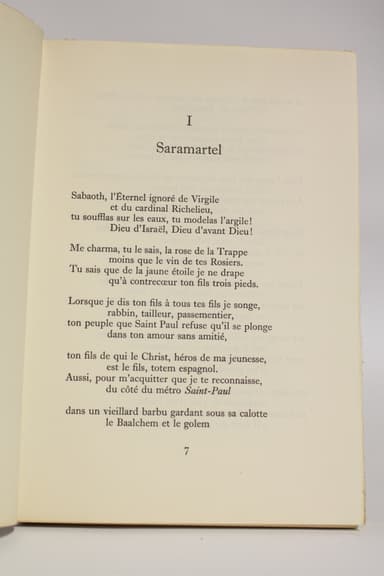 I
Saramartel
Sabaoth, l'Éternel ignoré de Virgile
et du cardinal Richelieu,
tu soufflas sur les eaux, tu modelas l'argile!
Dieu d'Israël, Dieu d'avant Dieu!
Me charma, tu le sais, la rose de la Trappe
moins que le vin de tes Rosiers.
Tu sais que de la jaune étoile je ne drape
qu'à contrecœur ton fils trois pieds.
Lorsque je dis ton fils à tous tes fils je songe,
rabbin, tailleur, passementier,
ton peuple que Saint Paul refuse qu'il se plonge
dans ton amour sans amitié,
ton fils de qui le Christ, héros de ma jeunesse,
est le fils, totem espagnol.
Aussi, pour m'acquitter que je te reconnaisse,
du côté du métro Saint-Paul
dans un vieillard barbu gardant sous sa calotte
le Baalchem et le golem
7